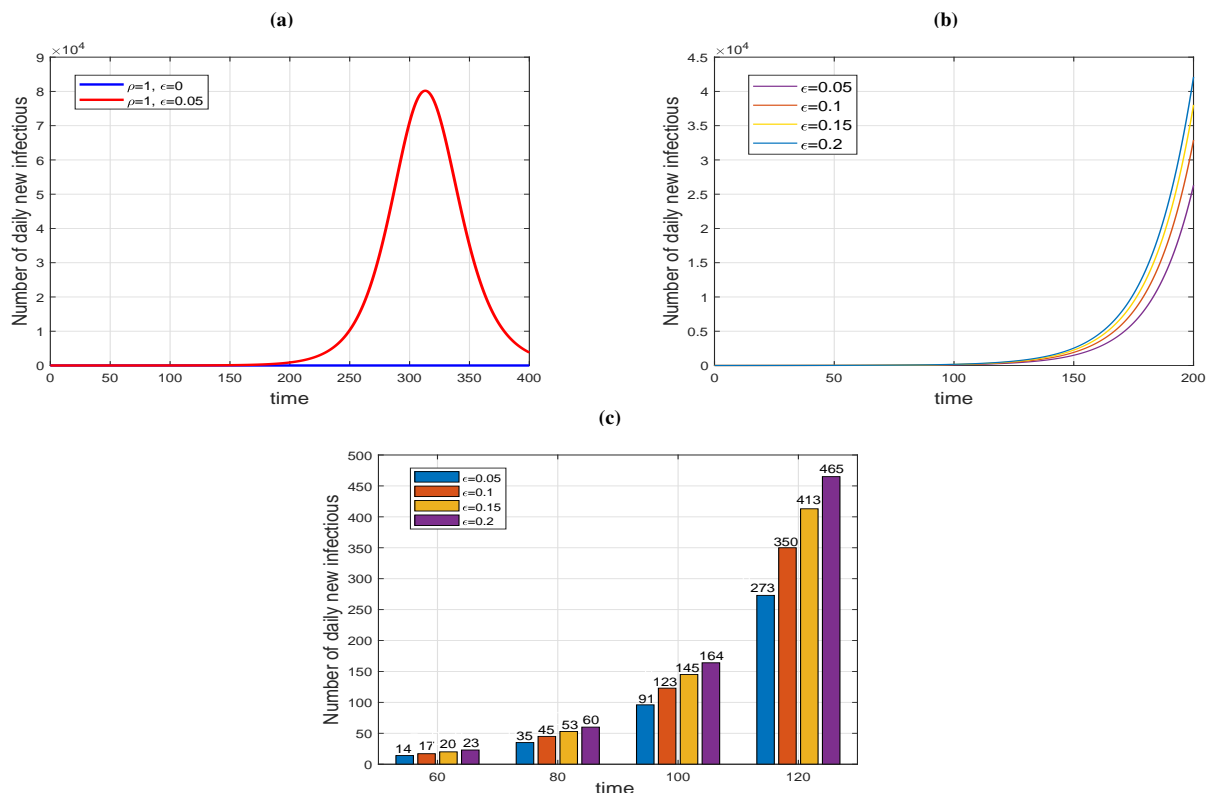 (a)
×10⁴
Number of daily new infectious
9
8
7
6
5
4
3
2
1
0
ρ=1, ϵ=0
ρ=1, ϵ=0.05
0 50 100 150 200 250 300 350 400
time
(b)
×10⁴
Number of daily new infectious
4.5
4
3.5
3
2.5
2
1.5
1
0.5
0
ϵ=0.05
ϵ=0.1
ϵ=0.15
ϵ=0.2
0 50 100 150 200
time
(c)
Number of daily new infectious
500
450
400
350
300
250
200
150
100
50
0
ϵ=0.05
ϵ=0.1
ϵ=0.15
ϵ=0.2
14 17 20 23
35 45 53 60
91 123 145 164
273 350 413 465
60 80 100 120
time